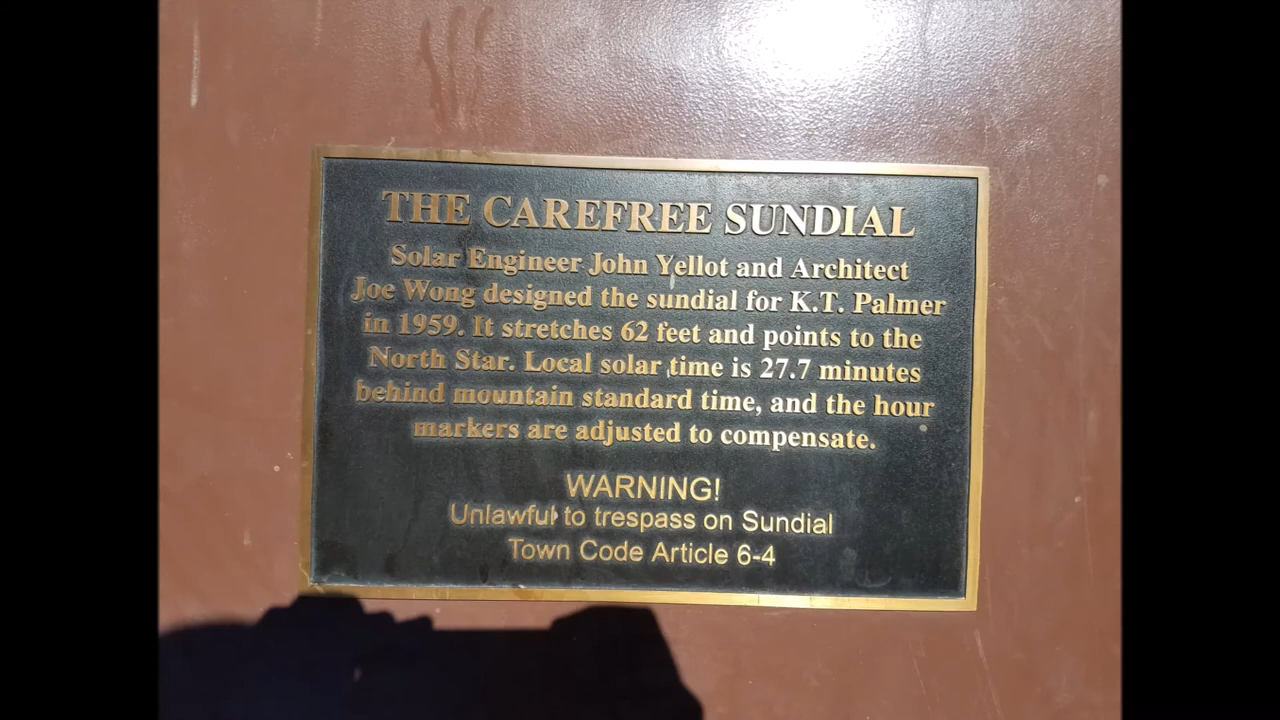 THE CAREFREE SUNDIAL
Solar Engineer John Yellot and Architect
Joe Wong designed the sundial for K.T. Palmer
in 1959. It stretches 62 feet and points to the
North Star. Local solar time is 27.7 minutes
behind mountain standard time, and the hour
markers are adjusted to compensate.
WARNING!
Unlawful to trespass on Sundial
Town Code Article 6-4